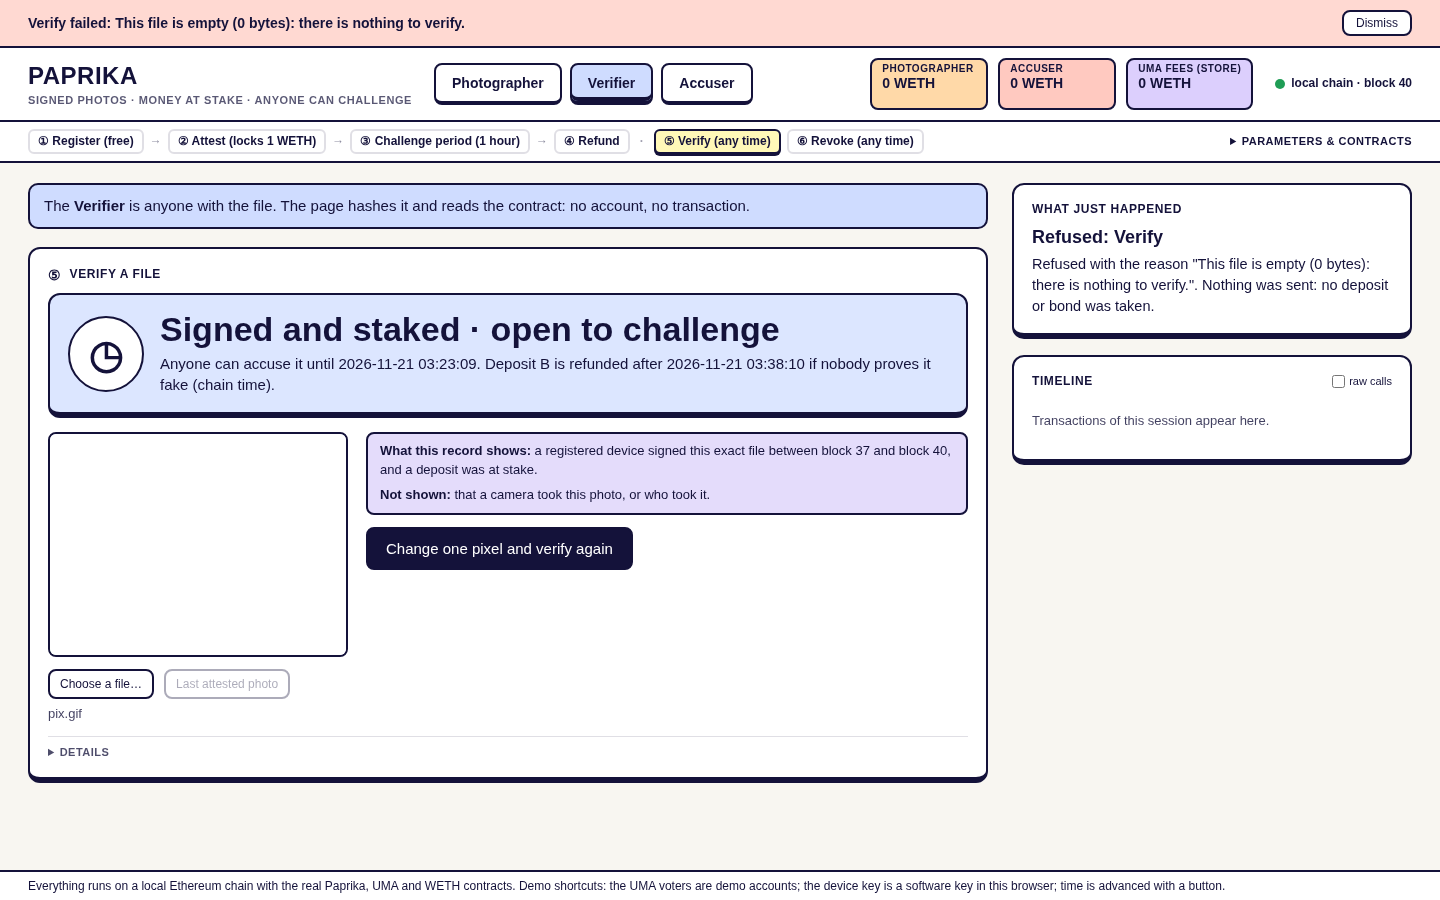 Verify failed: This file is empty (0 bytes): there is nothing to verify.
Dismiss
PAPRIKA
SIGNED PHOTOS · MONEY AT STAKE · ANYONE CAN CHALLENGE
Photographer
Verifier
Accuser
PHOTOGRAPHER
0 WETH
ACCUSER
0 WETH
UMA FEES (STORE)
0 WETH
local chain · block 40
① Register (free) → ② Attest (locks 1 WETH) → ③ Challenge period (1 hour) → ④ Refund · ⑤ Verify (any time) ⑥ Revoke (any time)
▶ PARAMETERS & CONTRACTS
The Verifier is anyone with the file. The page hashes it and reads the contract: no account, no transaction.
⑤ VERIFY A FILE
Signed and staked · open to challenge
Anyone can accuse it until 2026-11-21 03:23:09. Deposit B is refunded after 2026-11-21 03:38:10 if nobody proves it
fake (chain time).
What this record shows: a registered device signed this exact file between block 37 and block 40,
and a deposit was at stake.
Not shown: that a camera took this photo, or who took it.
Change one pixel and verify again
Choose a file…
Last attested photo
pix.gif
▶ DETAILS
WHAT JUST HAPPENED
Refused: Verify
Refused with the reason "This file is empty (0 bytes):
there is nothing to verify.". Nothing was sent: no deposit
or bond was taken.
TIMELINE
raw calls
Transactions of this session appear here.
Everything runs on a local Ethereum chain with the real Paprika, UMA and WETH contracts. Demo shortcuts: the UMA voters are demo accounts; the device key is a software key in this browser; time is advanced with a button.